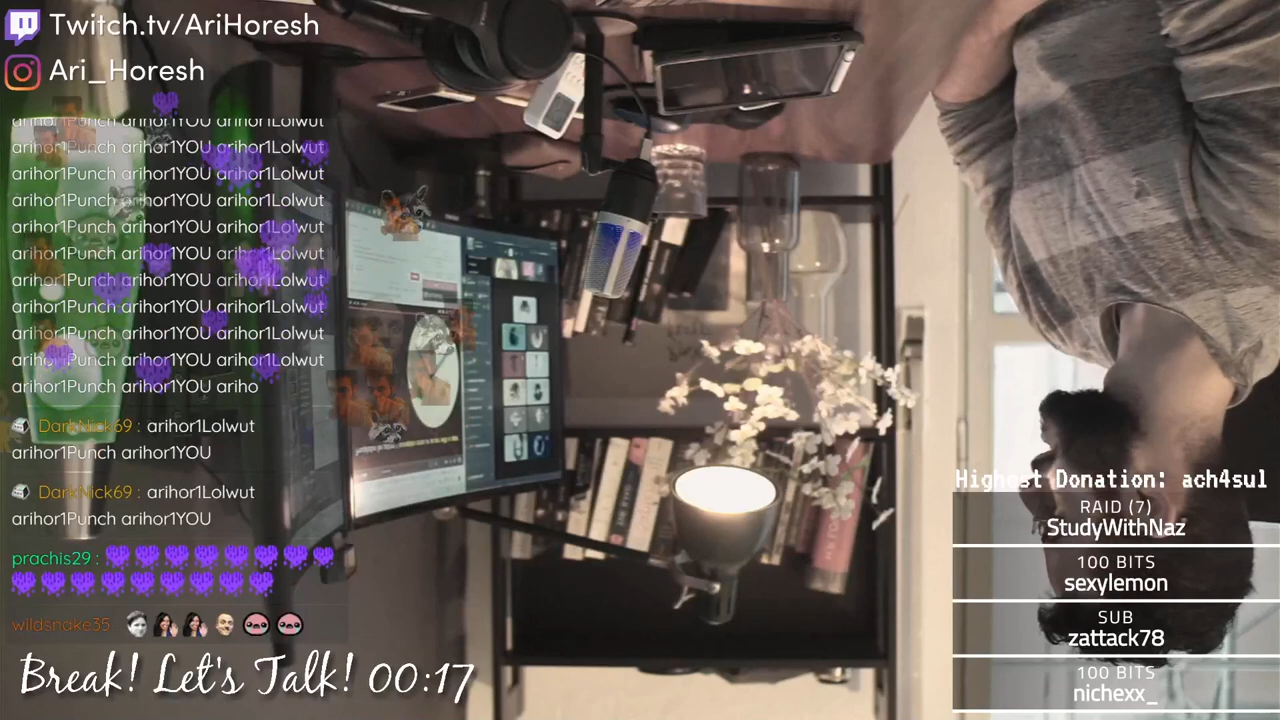 Twitch.tv/AriHoresh
Ari_Horesh
arihor1Punch arihor1YOU arihor1Lolwut
arihor1Punch arihor1YOU arihor1Lolwut
arihor1Punch arihor1YOU arihor1Lolwut
arihor1Punch arihor1YOU arihor1Lolwut
arihor1Punch arihor1YOU arihor1Lolwut
arihor1Punch arihor1YOU arihor1Lolwut
arihor1Punch arihor1YOU arihor1Lolwut
arihor1Punch arihor1YOU arihor1Lolwut
arihor1Punch arihor1YOU arihor1Lolwut
arihor1Punch arihor1YOU arihor1Lolwut
arihor1Punch arihor1YOU ariho
DarkNick69 : arihor1Lolwut
arihor1Punch arihor1YOU
DarkNick69 : arihor1Lolwut
arihor1Punch arihor1YOU
prachis29 :
wildsnake35
Break! Let's Talk! 00:17
Highest Donation: ach4sul
RAID (7)
StudyWithNaz
100 BITS
sexylemon
SUB
zattack78
100 BITS
nichexx_